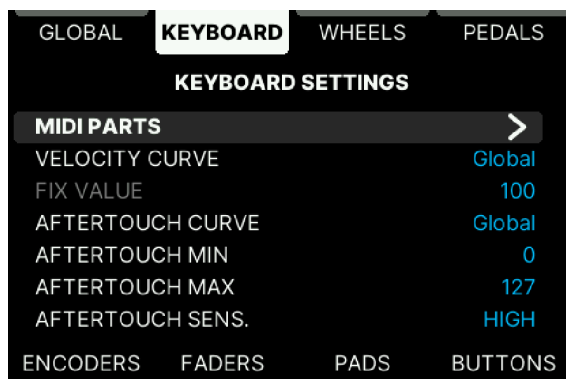 GLOBAL KEYBOARD WHEELS PEDALS
KEYBOARD SETTINGS
MIDI PARTS >
VELOCITY CURVE Global
FIX VALUE 100
AFTERTOUCH CURVE Global
AFTERTOUCH MIN 0
AFTERTOUCH MAX 127
AFTERTOUCH SENS. HIGH
ENCODERS FADERS PADS BUTTONS